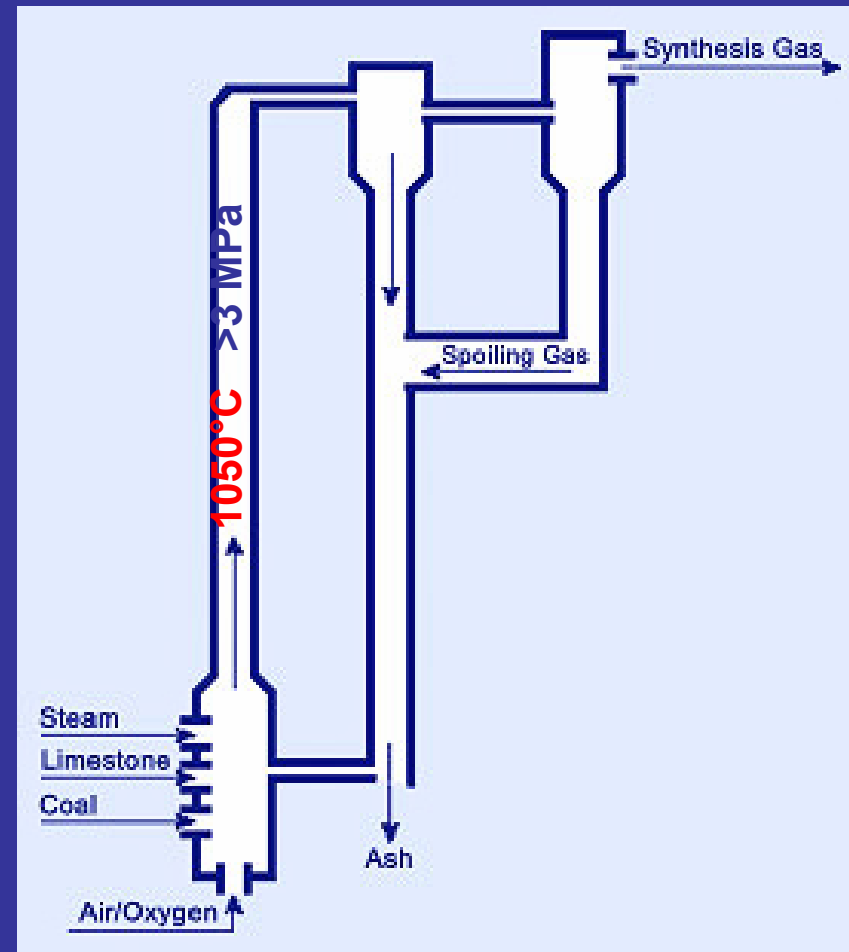 Synthesis Gas
1050°C >3 MPa
Spoiling Gas
Steam
Limestone
Coal
Ash
Air/Oxygen